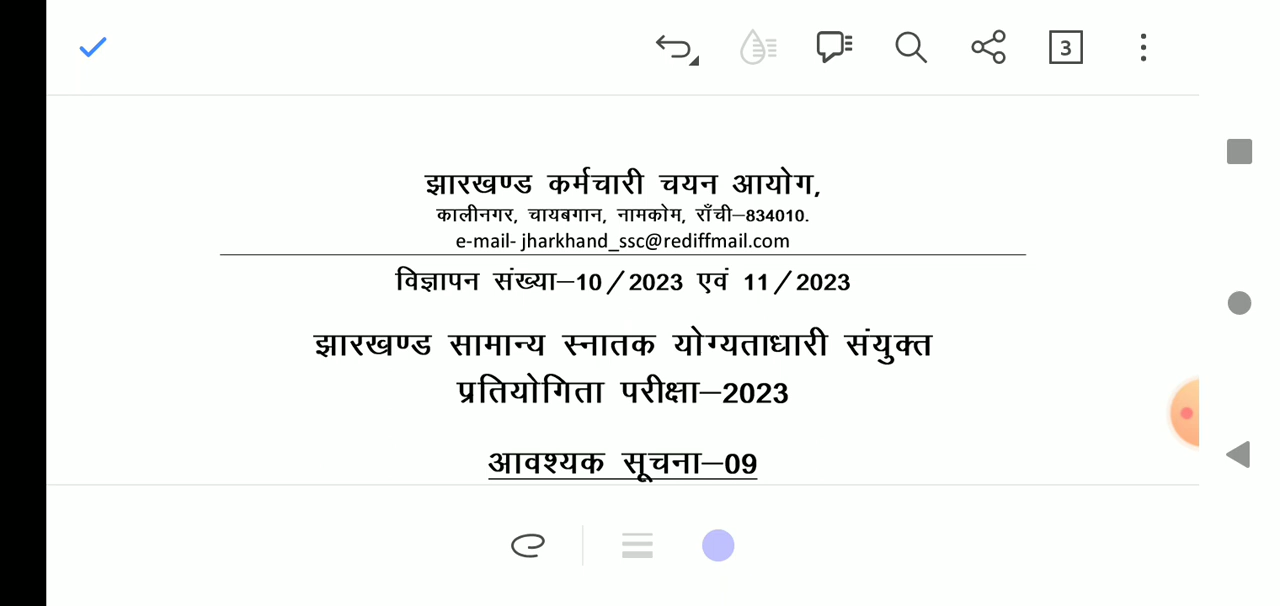 3
झारखण्ड कर्मचारी चयन आयोग,
कालीनगर, चायबगान, नामकोम, राँची–834010.
e-mail- jharkhand_ssc@rediffmail.com
विज्ञापन संख्या–10/2023 एवं 11/2023
झारखण्ड सामान्य स्नातक योग्यताधारी संयुक्त
प्रतियोगिता परीक्षा–2023
आवश्यक सूचना–09